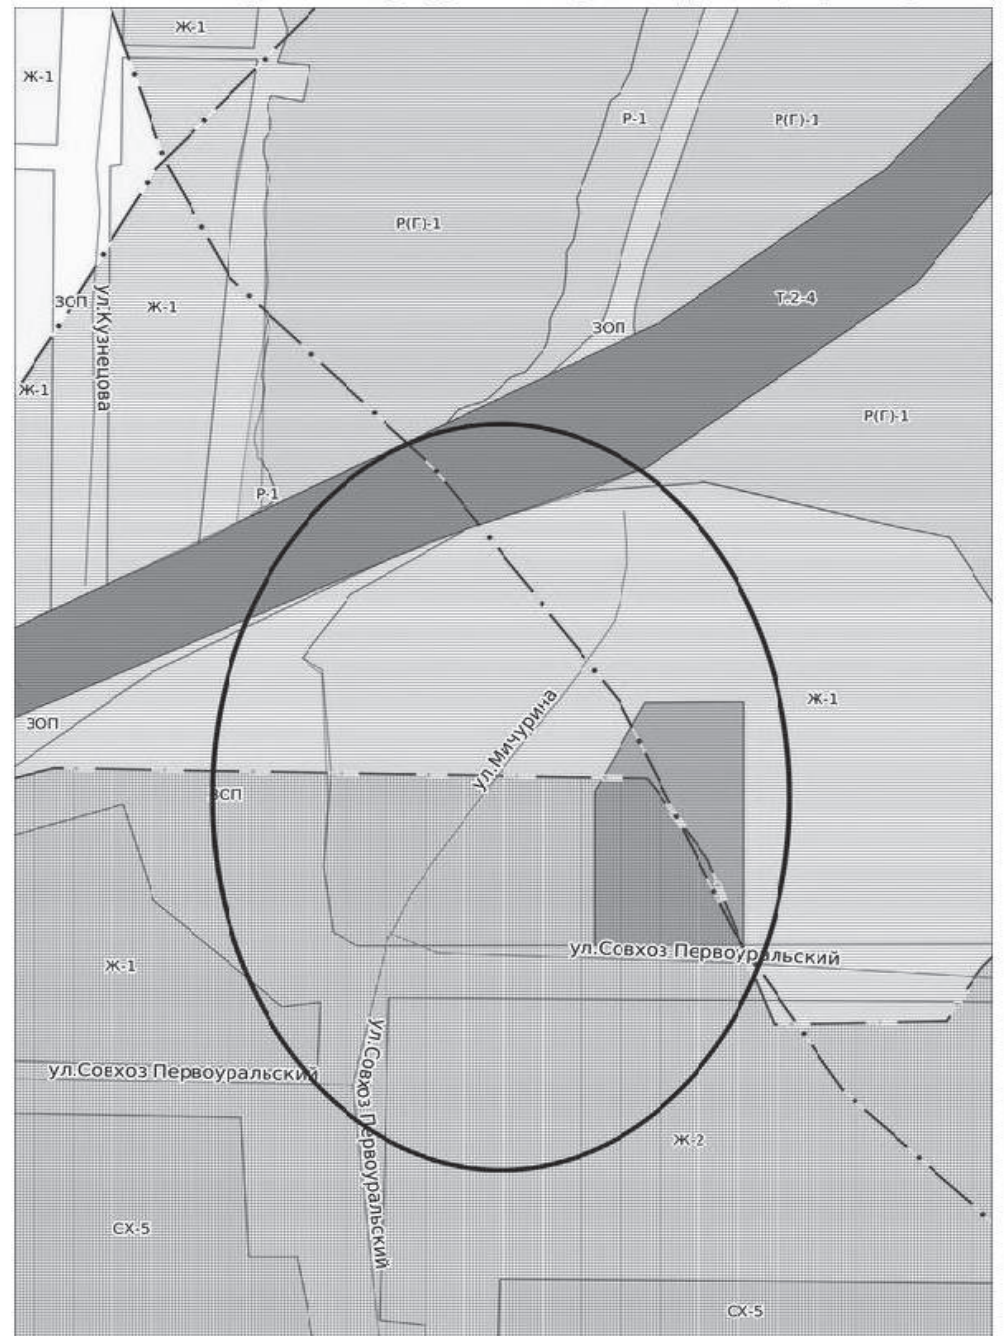 Ж-1
Ж-1
Р-1
Р(Г)-1
Р(Г)-1
Т.2-4
ЗОП
Ж-1
ул.Кузнецова
ЗОП
Ж-1
Р(Г)-1
Р-1
Ж-1
ЗОП
ул.Мичурина
ЗСП
ул.Совхоз Первоуральский
Ж-1
ул.Совхоз Первоуральский
ул.Совхоз Первоуральский
Ж-2
СХ-5
СХ-5